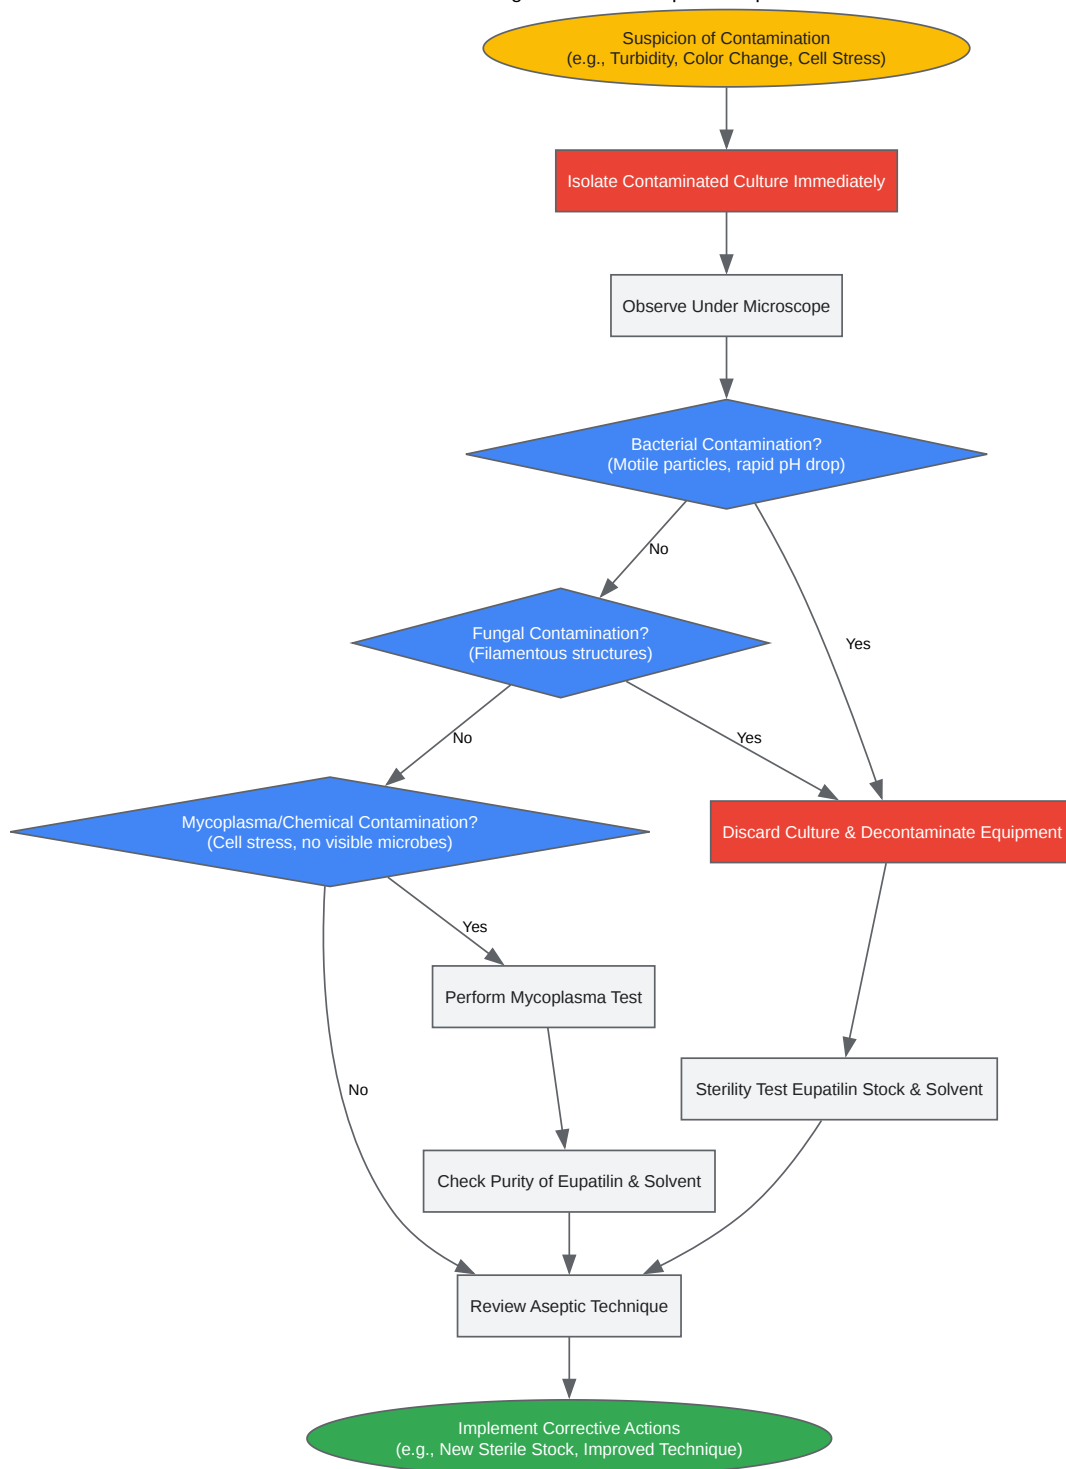 Suspicion of Contamination
(e.g., Turbidity, Color Change, Cell Stress)
Isolate Contaminated Culture Immediately
Observe Under Microscope
Bacterial Contamination?
(Motile particles, rapid pH drop)
No
Yes
Fungal Contamination?
(Filamentous structures)
No
Yes
Mycoplasma/Chemical Contamination?
(Cell stress, no visible microbes)
Discard Culture & Decontaminate Equipment
Yes
No
Perform Mycoplasma Test
Sterility Test Eupatilin Stock & Solvent
Check Purity of Eupatilin & Solvent
Review Aseptic Technique
Implement Corrective Actions
(e.g., New Sterile Stock, Improved Technique)